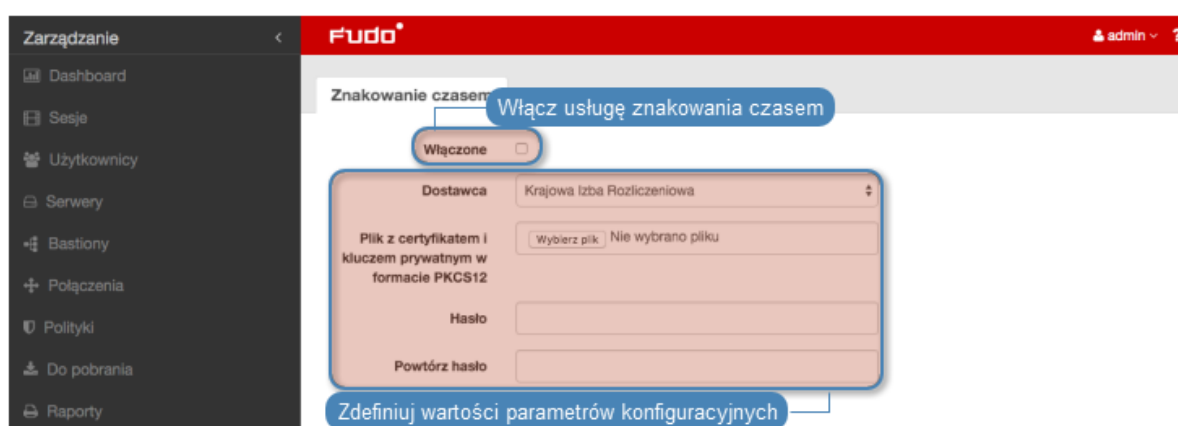 Zarządzanie
Fudo
admin
?
Dashboard
Sesje
Użytkownicy
Serwery
Bastiony
Połączenia
Polityki
Do pobrania
Raporty
Znakowanie czasem
Włącz usługę znakowania czasem
Włączone
Dostawca
Krajowa Izba Rozliczeniowa
Plik z certyfikatem i
kluczem prywatnym w
formacie PKCS12
Wybierz plik Nie wybrano pliku
Hasło
Powtórz hasło
Zdefiniuj wartości parametrów konfiguracyjnych